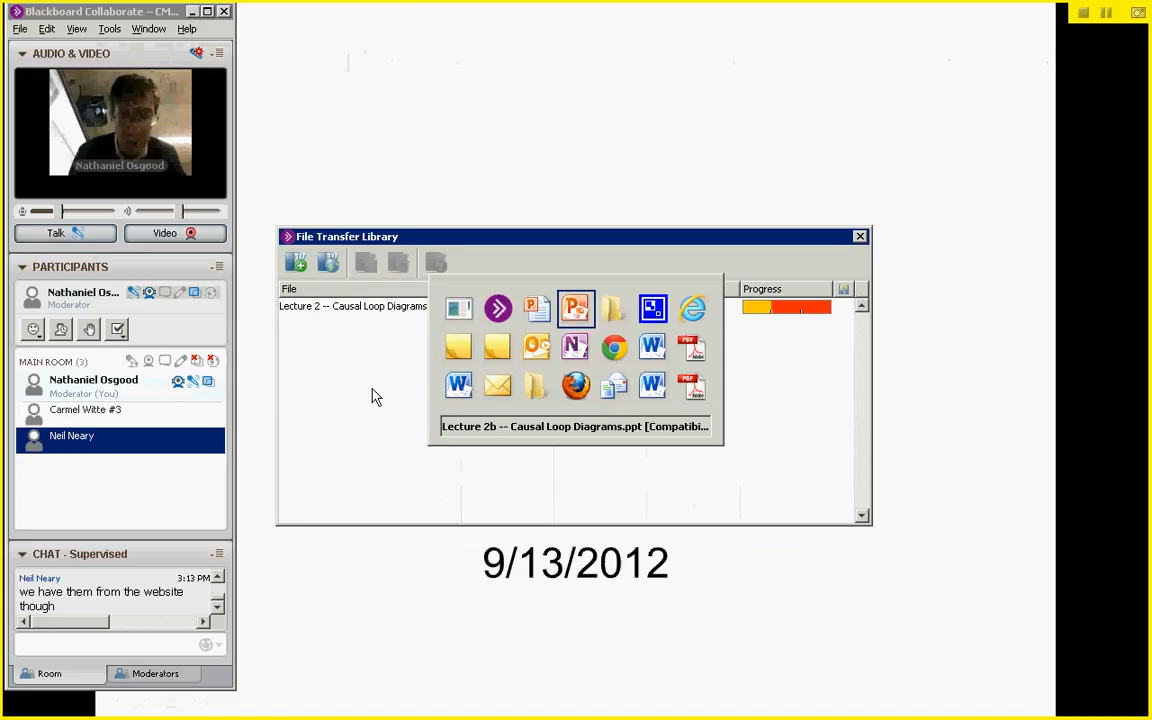 Blackboard Collaborate – CM...
File Edit View Tools Window Help
AUDIO & VIDEO
Nathaniel Osgood
Talk Video
PARTICIPANTS
Nathaniel Os...
Moderator
MAIN ROOM (3)
Nathaniel Osgood
Moderator (You)
Carmel Witte #3
Neil Neary
CHAT - Supervised
Neil Neary 3:13 PM
we have them from the website
though
Room Moderators
File Transfer Library
File Progress
Lecture 2 -- Causal Loop Diagrams
Lecture 2b -- Causal Loop Diagrams.ppt [Compatibi...
9/13/2012